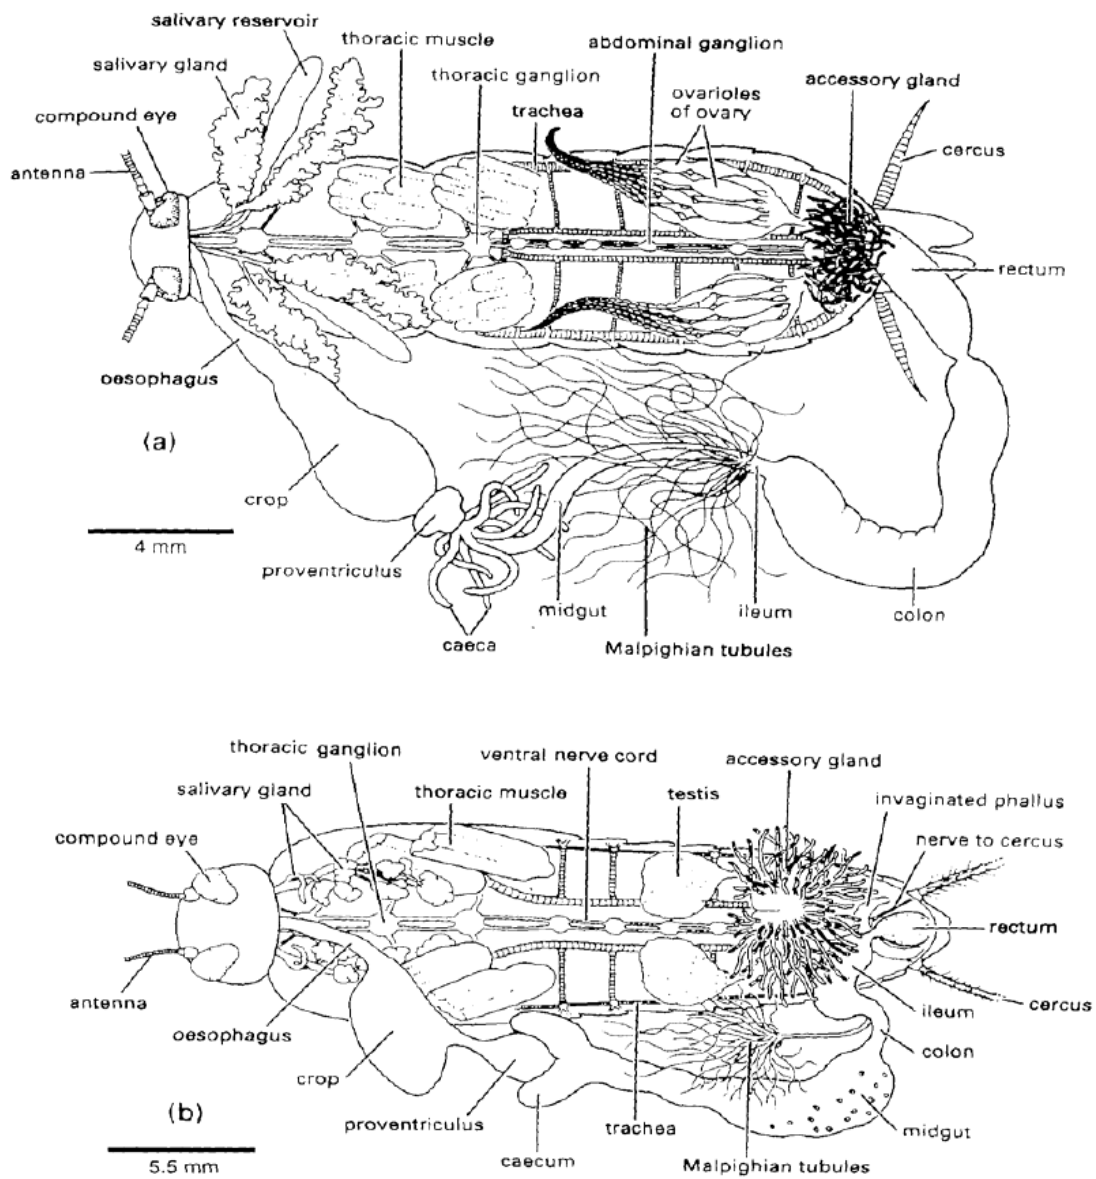 salivary reservoir
thoracic muscle
abdominal ganglion
salivary gland
thoracic ganglion
accessory gland
ovarioles
of ovary
trachea
compound eye
cercus
antenna
rectum
oesophagus
(a)
crop
4 mm
proventriculus
midgut
ileum
colon
caeca
Malpighian tubules
thoracic ganglion
ventral nerve cord
accessory gland
salivary gland
thoracic muscle
testis
invaginated phallus
compound eye
nerve to cercus
rectum
antenna
cercus
ileum
oesophagus
colon
crop
(b)
proventriculus
trachea
midgut
caecum
Malpighian tubules
5.5 mm